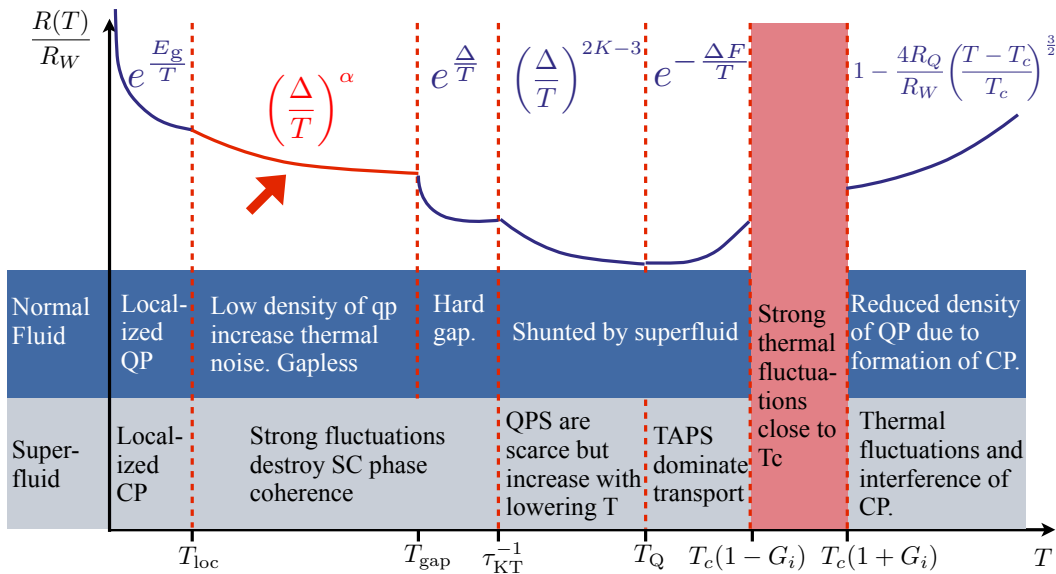 R(T)
R_W
e^{E_g/T}
(Δ/T)^α
e^{Δ/T}
(Δ/T)^{2K−3}
e^{−ΔF/T}
1 − 4R_Q/R_W ((T − T_c)/T_c)^{3/2}
Normal
Fluid
Local-
ized
QP
Low density of qp
increase thermal
noise. Gapless
Hard
gap.
Shunted by superfluid
Strong
thermal
fluctua-
tions
close to
Tc
Reduced density
of QP due to
formation of CP.
Super-
fluid
Local-
ized
CP
Strong fluctuations
destroy SC phase
coherence
QPS are
scarce but
increase with
lowering T
TAPS
dominate
transport
Thermal
fluctuations and
interference of
CP.
T_loc
T_gap
τ_KT^{−1}
T_Q
T_c(1 − G_i)
T_c(1 + G_i)
T